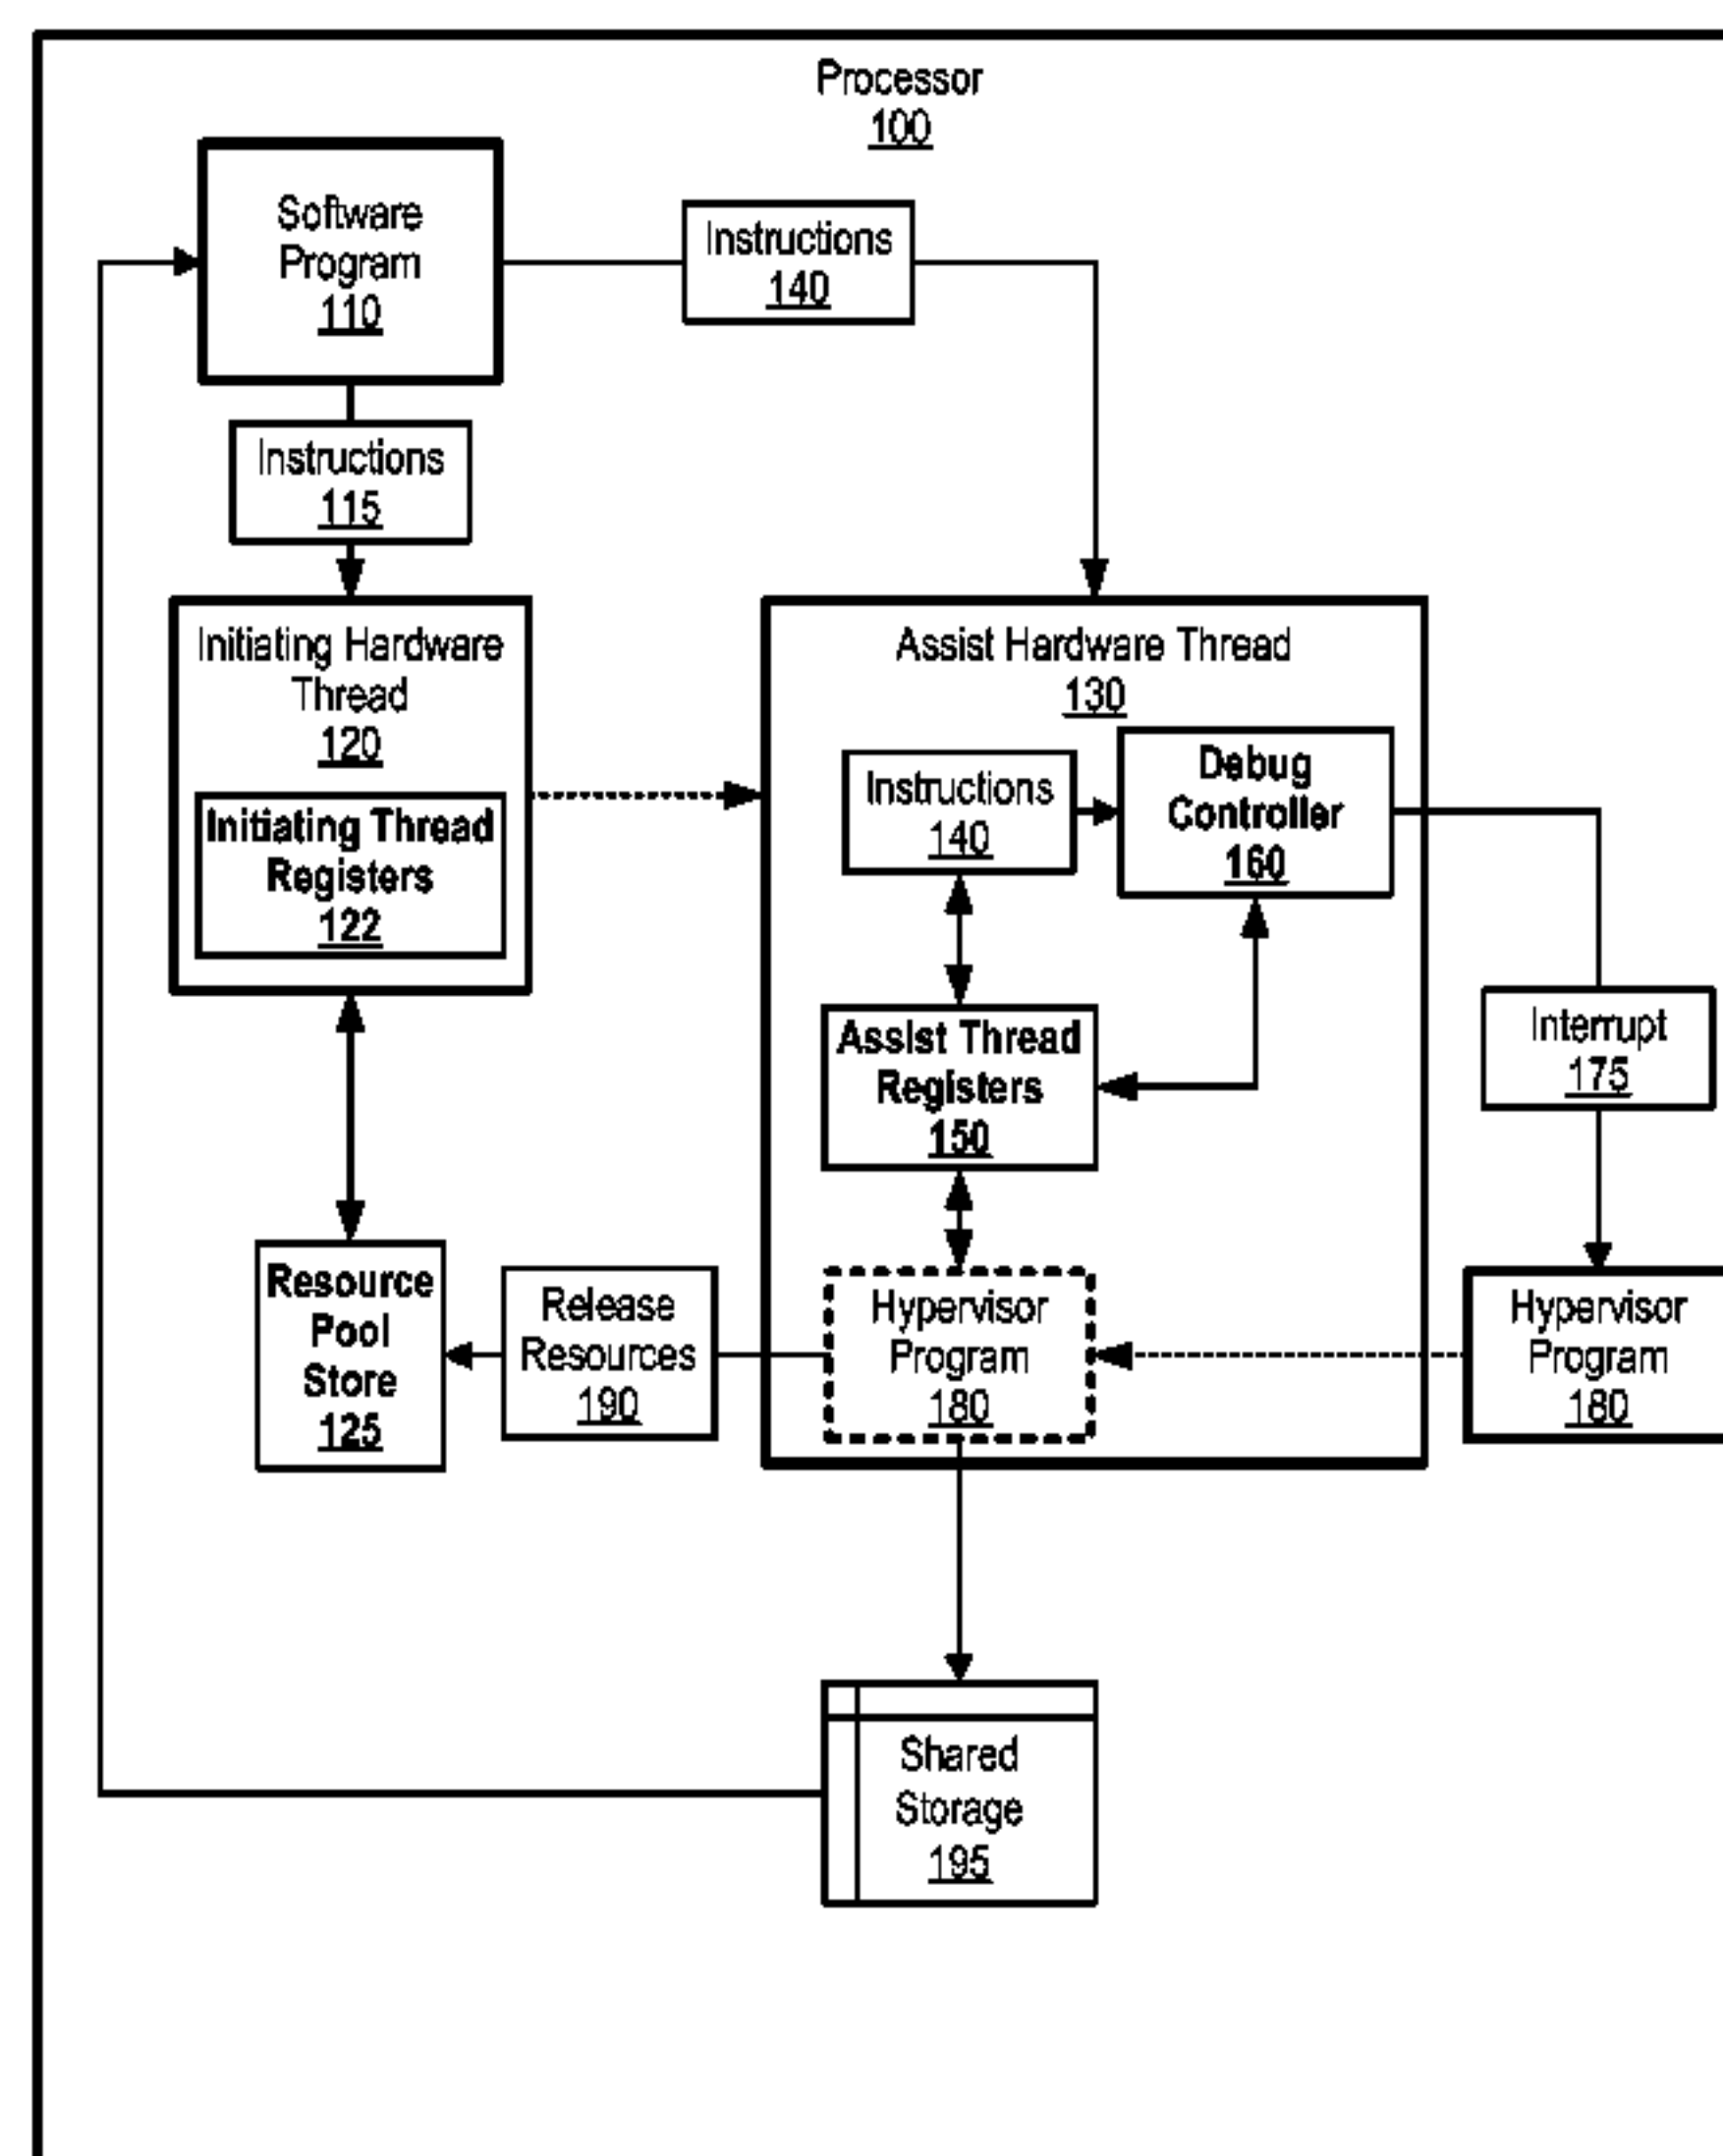 Processor
100
Software
Program
110
Instructions
140
Instructions
115
Initiating Hardware
Thread
120
Initiating Thread
Registers
122
Assist Hardware Thread
130
Instructions
140
Debug
Controller
160
Assist Thread
Registers
150
Interrupt
175
Resource
Pool
Store
125
Release
Resources
190
Hypervisor
Program
180
Hypervisor
Program
180
Shared
Storage
195